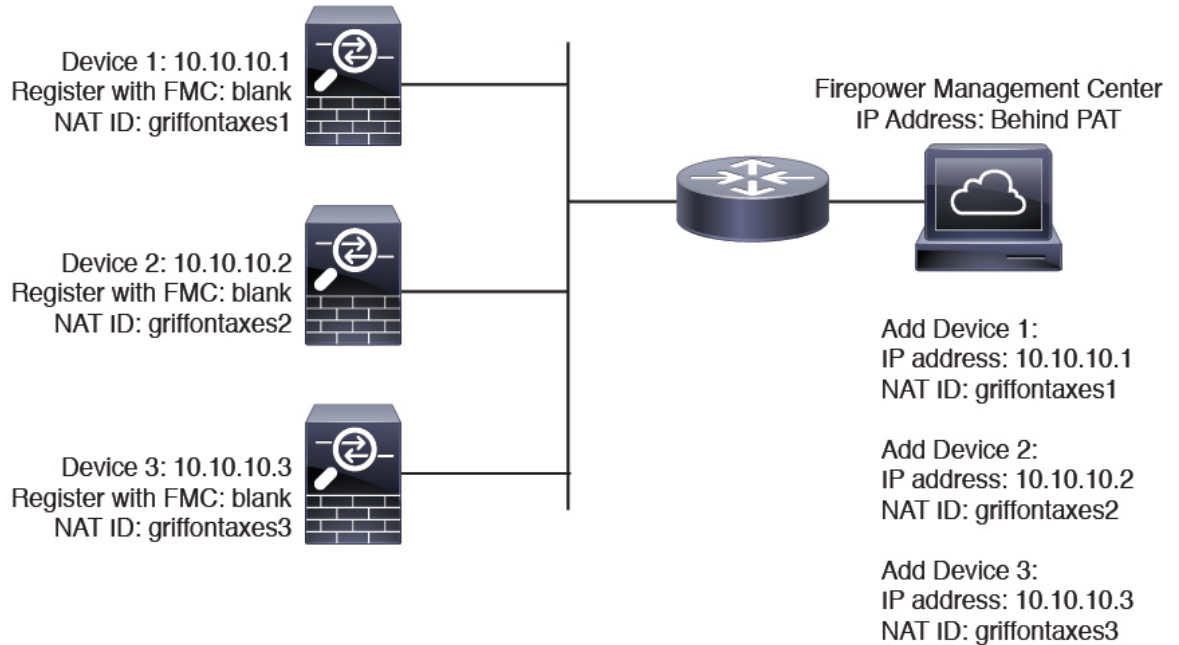 Device 1: 10.10.10.1
Register with FMC: blank
NAT ID: griffontaxes1
Device 2: 10.10.10.2
Register with FMC: blank
NAT ID: griffontaxes2
Device 3: 10.10.10.3
Register with FMC: blank
NAT ID: griffontaxes3
Firepower Management Center
IP Address: Behind PAT
Add Device 1:
IP address: 10.10.10.1
NAT ID: griffontaxes1
Add Device 2:
IP address: 10.10.10.2
NAT ID: griffontaxes2
Add Device 3:
IP address: 10.10.10.3
NAT ID: griffontaxes3